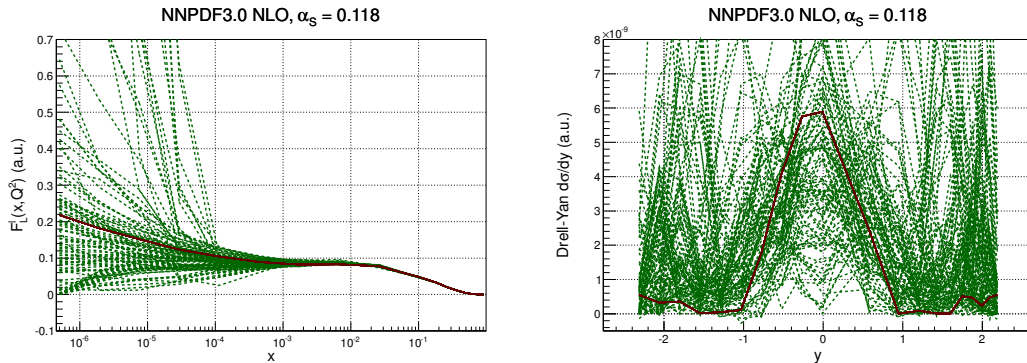 NNPDF3.0 NLO, α_S = 0.118
F_L^l(x,Q²) (a.u.)
0.7
0.6
0.5
0.4
0.3
0.2
0.1
0
-0.1
10⁻⁶ 10⁻⁵ 10⁻⁴ 10⁻³ 10⁻² 10⁻¹
x
NNPDF3.0 NLO, α_S = 0.118
×10⁻⁹
Drell-Yan dσ/dy (a.u.)
8
7
6
5
4
3
2
1
0
-2 -1 0 1 2
y